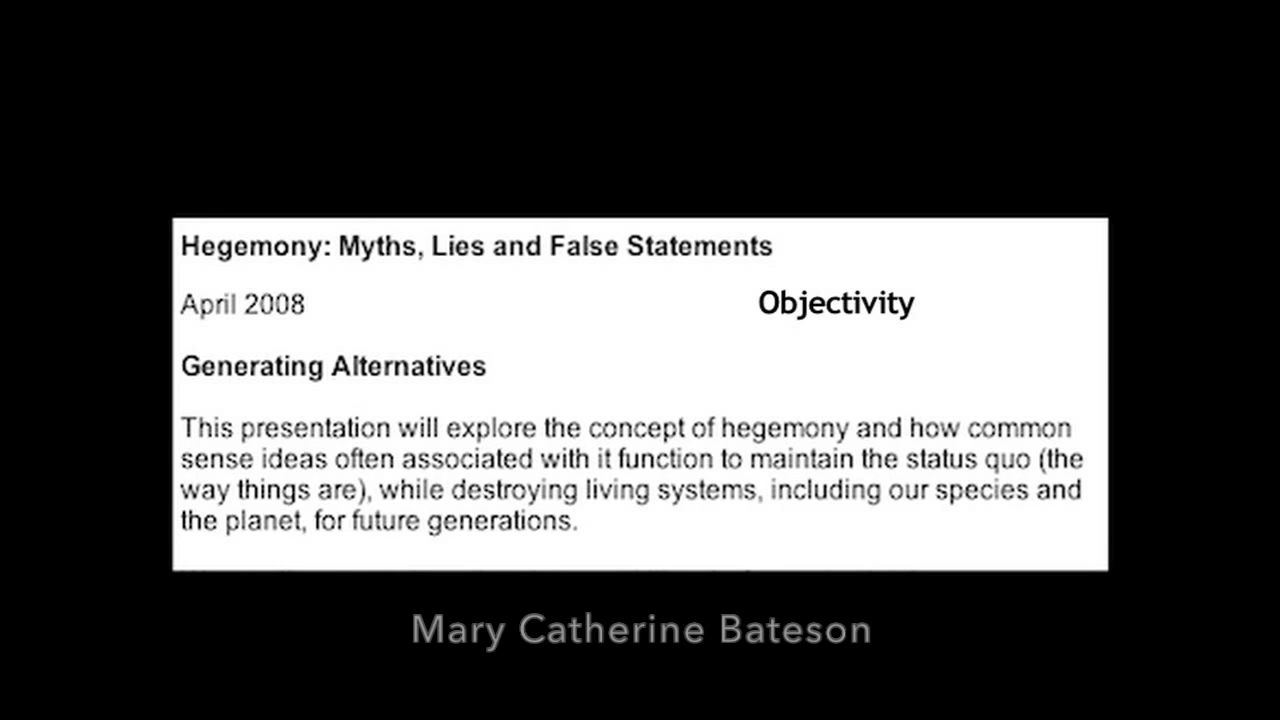 Hegemony: Myths, Lies and False Statements
April 2008
Objectivity
Generating Alternatives
This presentation will explore the concept of hegemony and how common
sense ideas often associated with it function to maintain the status quo (the
way things are), while destroying living systems, including our species and
the planet, for future generations.
Mary Catherine Bateson